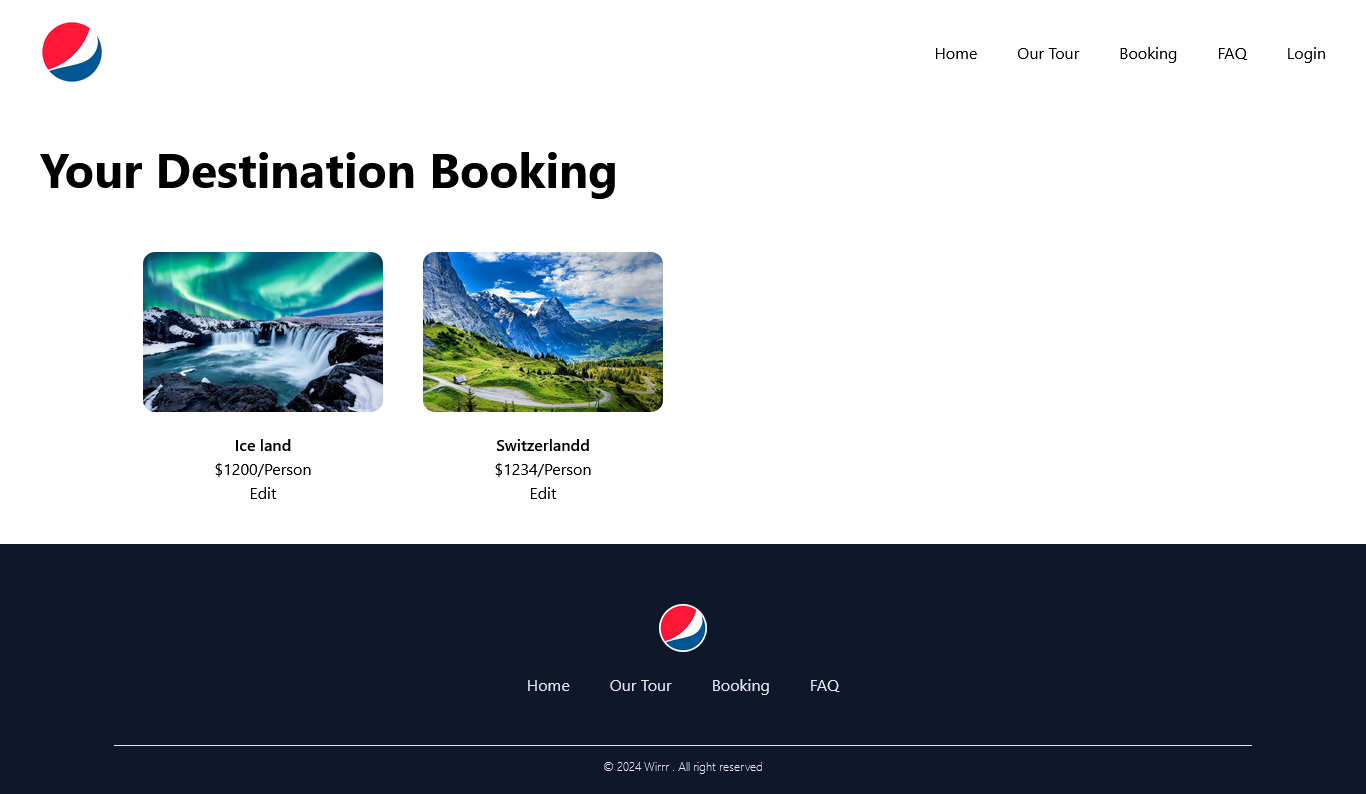 Home Our Tour Booking FAQ Login
Your Destination Booking
Ice land Switzerlandd
$1200/Person $1234/Person
Edit Edit
Home Our Tour Booking FAQ
© 2024 Wirrr . All right reserved